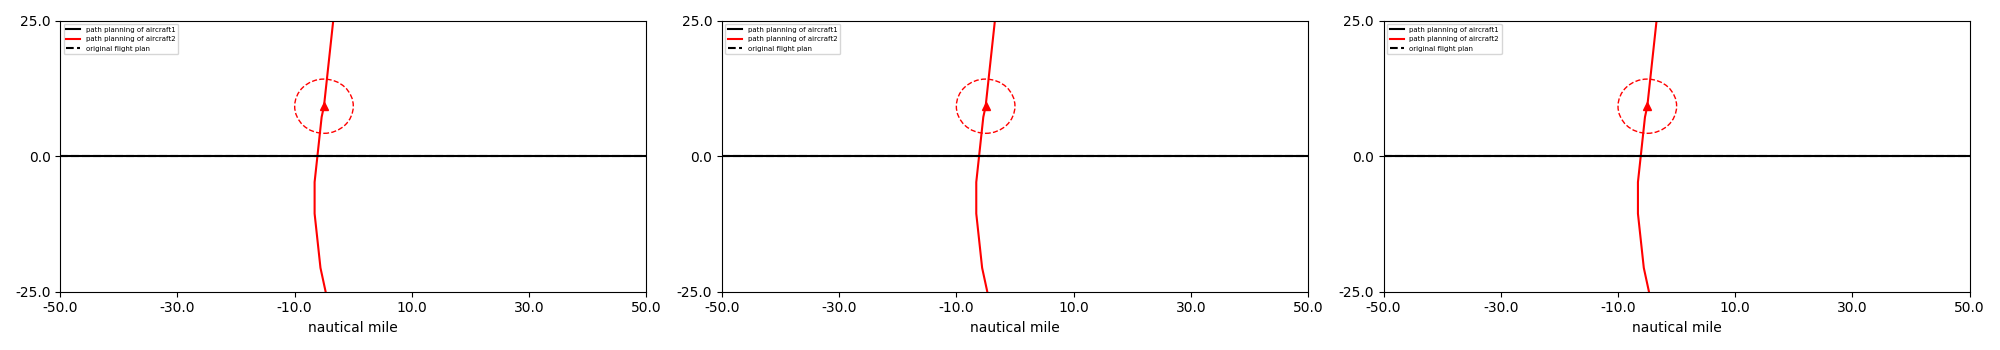 25.0
path planning of aircraft1
path planning of aircraft2
original flight plan
0.0
-25.0
-50.0 -30.0 -10.0 10.0 30.0 50.0
nautical mile
25.0
path planning of aircraft1
path planning of aircraft2
original flight plan
0.0
-25.0
-50.0 -30.0 -10.0 10.0 30.0 50.0
nautical mile
25.0
path planning of aircraft1
path planning of aircraft2
original flight plan
0.0
-25.0
-50.0 -30.0 -10.0 10.0 30.0 50.0
nautical mile